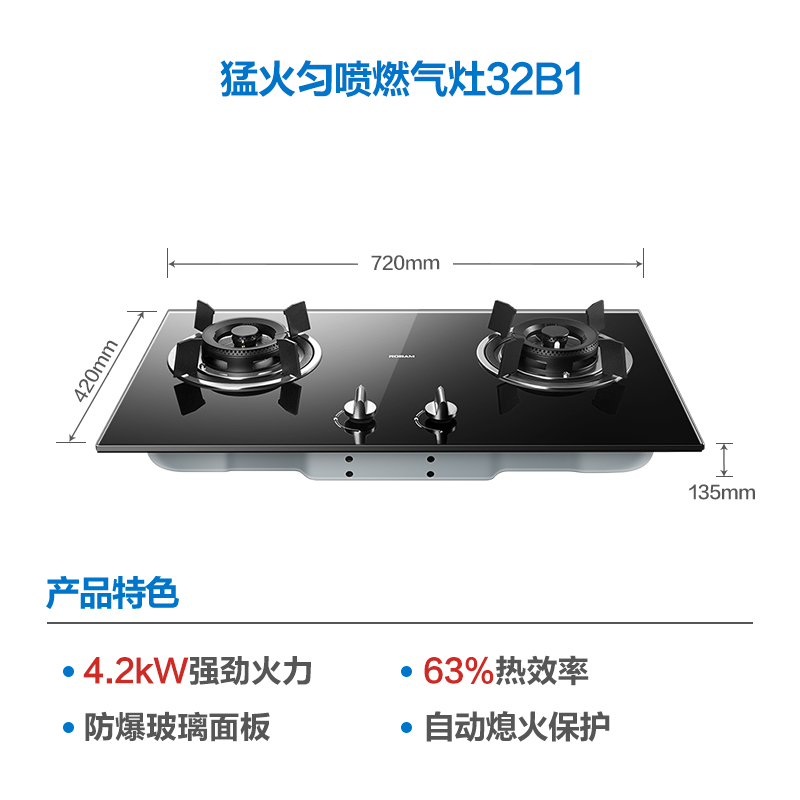 猛火匀喷燃气灶32B1
720mm
420mm
ROBAM
135mm
产品特色
4.2kW强劲火力
63%热效率
防爆玻璃面板
自动熄火保护